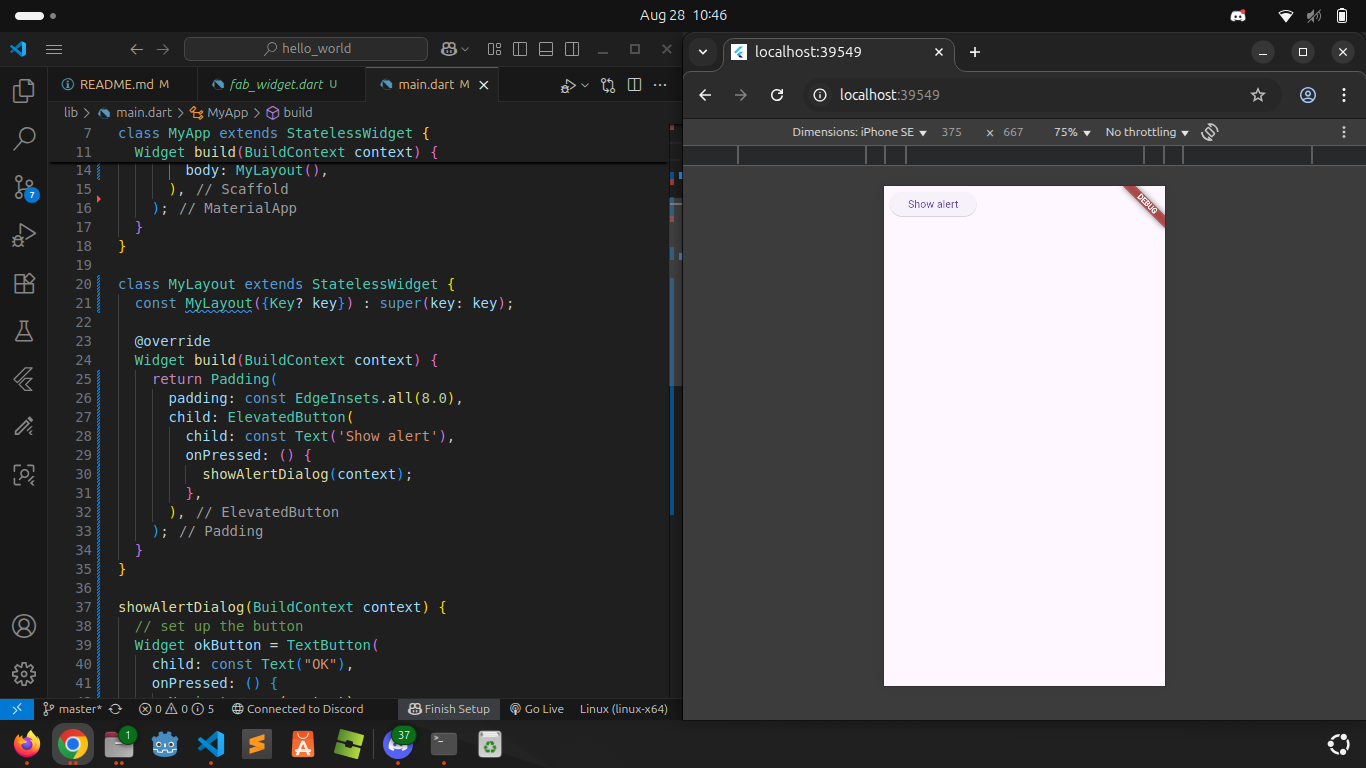 Aug 28 10:46
hello_world
README.md M
fab_widget.dart U
main.dart M
lib > main.dart > MyApp > build
7 class MyApp extends StatelessWidget {
11 Widget build(BuildContext context) {
14 body: MyLayout(),
15 ), // Scaffold
16 ); // MaterialApp
17 }
18 }
19
20 class MyLayout extends StatelessWidget {
21 const MyLayout({Key? key}) : super(key: key);
22
23 @override
24 Widget build(BuildContext context) {
25 return Padding(
26 padding: const EdgeInsets.all(8.0),
27 child: ElevatedButton(
28 child: const Text('Show alert'),
29 onPressed: () {
30 showAlertDialog(context);
31 },
32 ), // ElevatedButton
33 ); // Padding
34 }
35 }
36
37 showAlertDialog(BuildContext context) {
38 // set up the button
39 Widget okButton = TextButton(
40 child: const Text("OK"),
41 onPressed: () {
7
master*
0 0 5
Connected to Discord
Finish Setup
Go Live
Linux (linux-x64)
localhost:39549
localhost:39549
Dimensions: iPhone SE 375 x 667 75% No throttling
Show alert
DEBUG
1
37